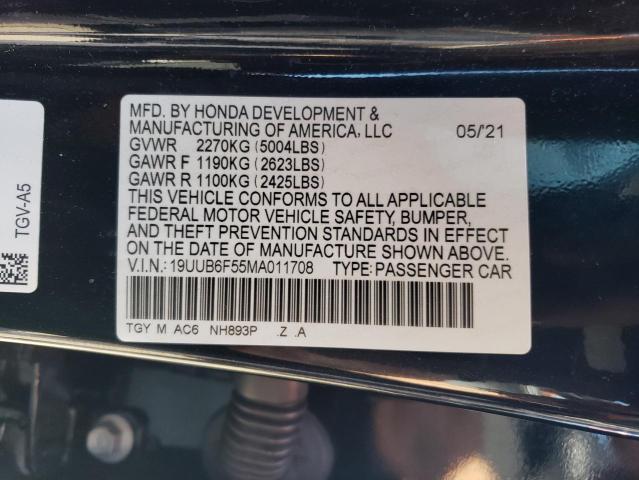 MFD. BY HONDA DEVELOPMENT &
MANUFACTURING OF AMERICA, LLC 05/'21
GVWR 2270KG (5004LBS)
GAWR F 1190KG (2623LBS)
GAWR R 1100KG (2425LBS)
THIS VEHICLE CONFORMS TO ALL APPLICABLE
FEDERAL MOTOR VEHICLE SAFETY, BUMPER,
AND THEFT PREVENTION STANDARDS IN EFFECT
ON THE DATE OF MANUFACTURE SHOWN ABOVE.
V.I.N.: 19UUB6F55MA011708 TYPE: PASSENGER CAR
TGY M AC6 NH893P .Z .A
TGV-A5